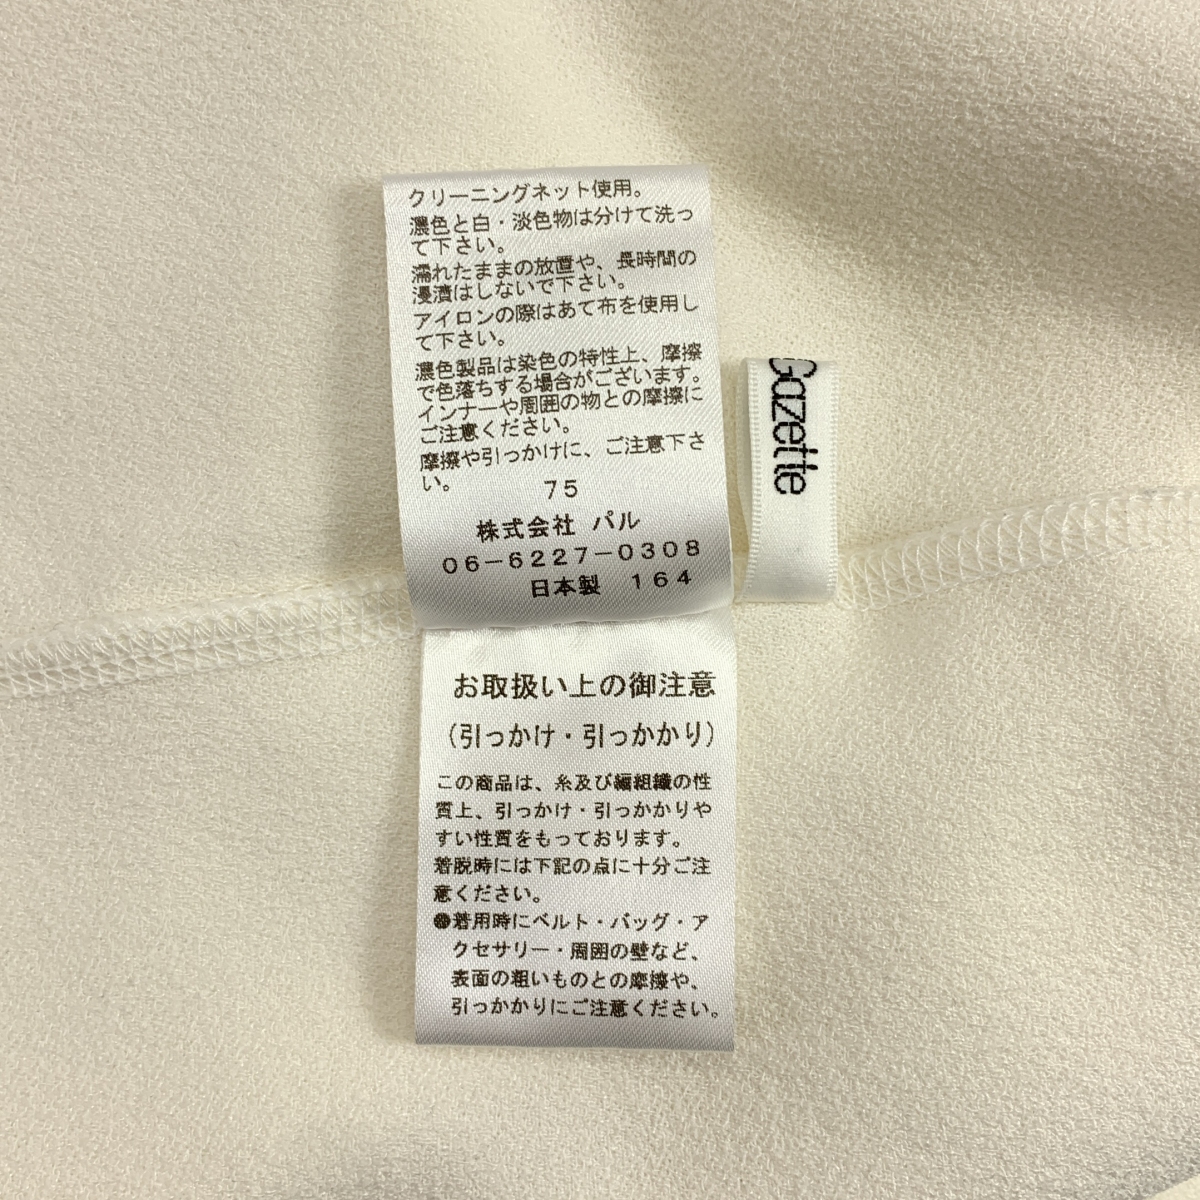 クリーニングネット使用。
濃色と白・淡色物は分けて洗っ
て下さい。
濡れたままの放置や、長時間の
浸漬はしないで下さい。
アイロンの際はあて布を使用し
て下さい。
濃色製品は染色の特性上、摩擦
で色落ちする場合がございます。
インナーや周囲の物との摩擦に
ご注意ください。
摩擦や引っかけに、ご注意下さ
い。
75
株式会社 パル
06-6227-0308
日本製 164
Gazette
お取扱い上の御注意
(引っかけ・引っかかり)
この商品は、糸及び編組織の性
質上、引っかけ・引っかかりや
すい性質をもっております。
着脱時には下記の点に十分ご注
意ください。
●着用時にベルト・バッグ・ア
クセサリー・周囲の壁など、
表面の粗いものとの摩擦や、
引っかかりにご注意ください。